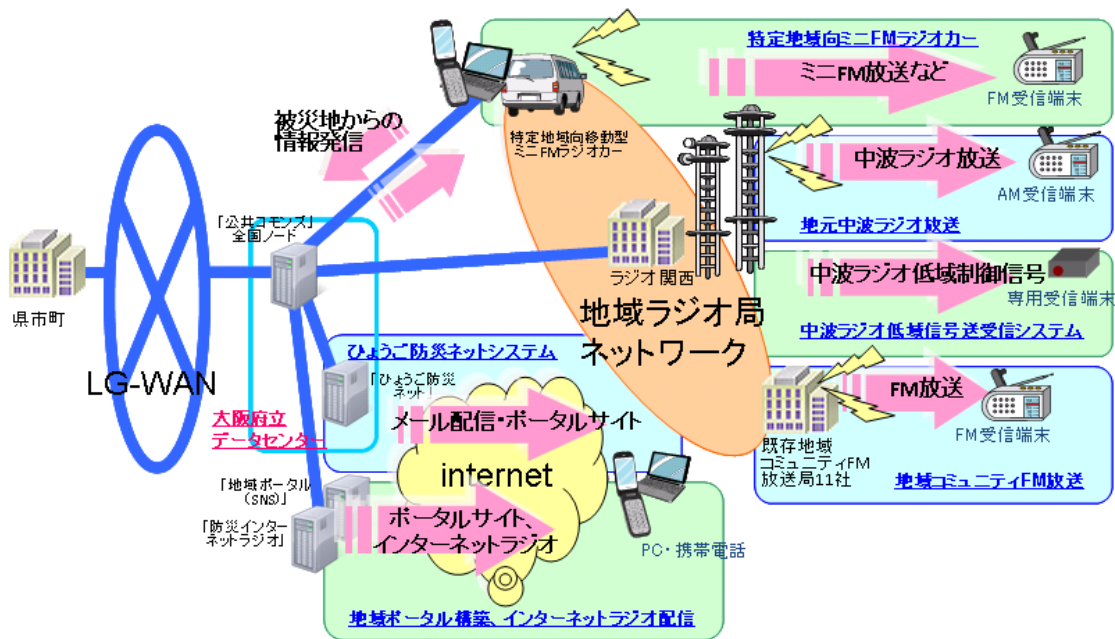 特定地域向ミニFMラジオカー
ミニFM放送など
FM受信端末
被災地からの
情報発信
特定地域向移動型
ミニFMラジオカー
中波ラジオ放送
AM受信端末
地元中波ラジオ放送
「公共コモンズ」
全国ノード
県市町
LG-WAN
ラジオ関西
地域ラジオ局
ネットワーク
中波ラジオ低域制御信号
専用受信端末
中波ラジオ低域信号送受信システム
ひょうご防災ネットシステム
「ひょうご防災
ネット」
メール配信・ポータルサイト
大阪府立
データセンター
internet
FM放送
FM受信端末
既存地域
コミュニティFM
放送局11社
地域コミュニティFM放送
「地域ポータル
(SNS)」
「防災インター
ネットラジオ」
ポータルサイト、
インターネットラジオ
PC・携帯電話
地域ポータル構築、インターネットラジオ配信